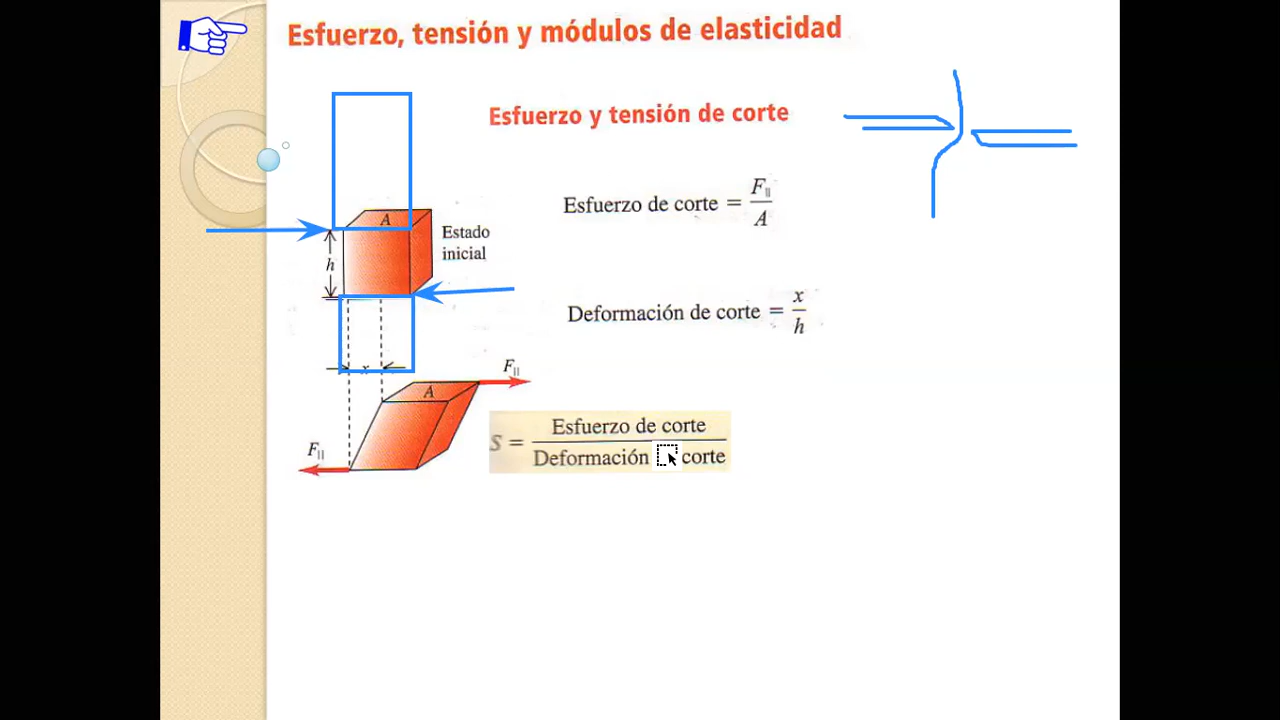 Esfuerzo, tensión y módulos de elasticidad
Esfuerzo y tensión de corte
Esfuerzo de corte = F∥ / A
A
Estado
inicial
h
Deformación de corte = x / h
x
F∥
A
F∥
S = Esfuerzo de corte / Deformación corte